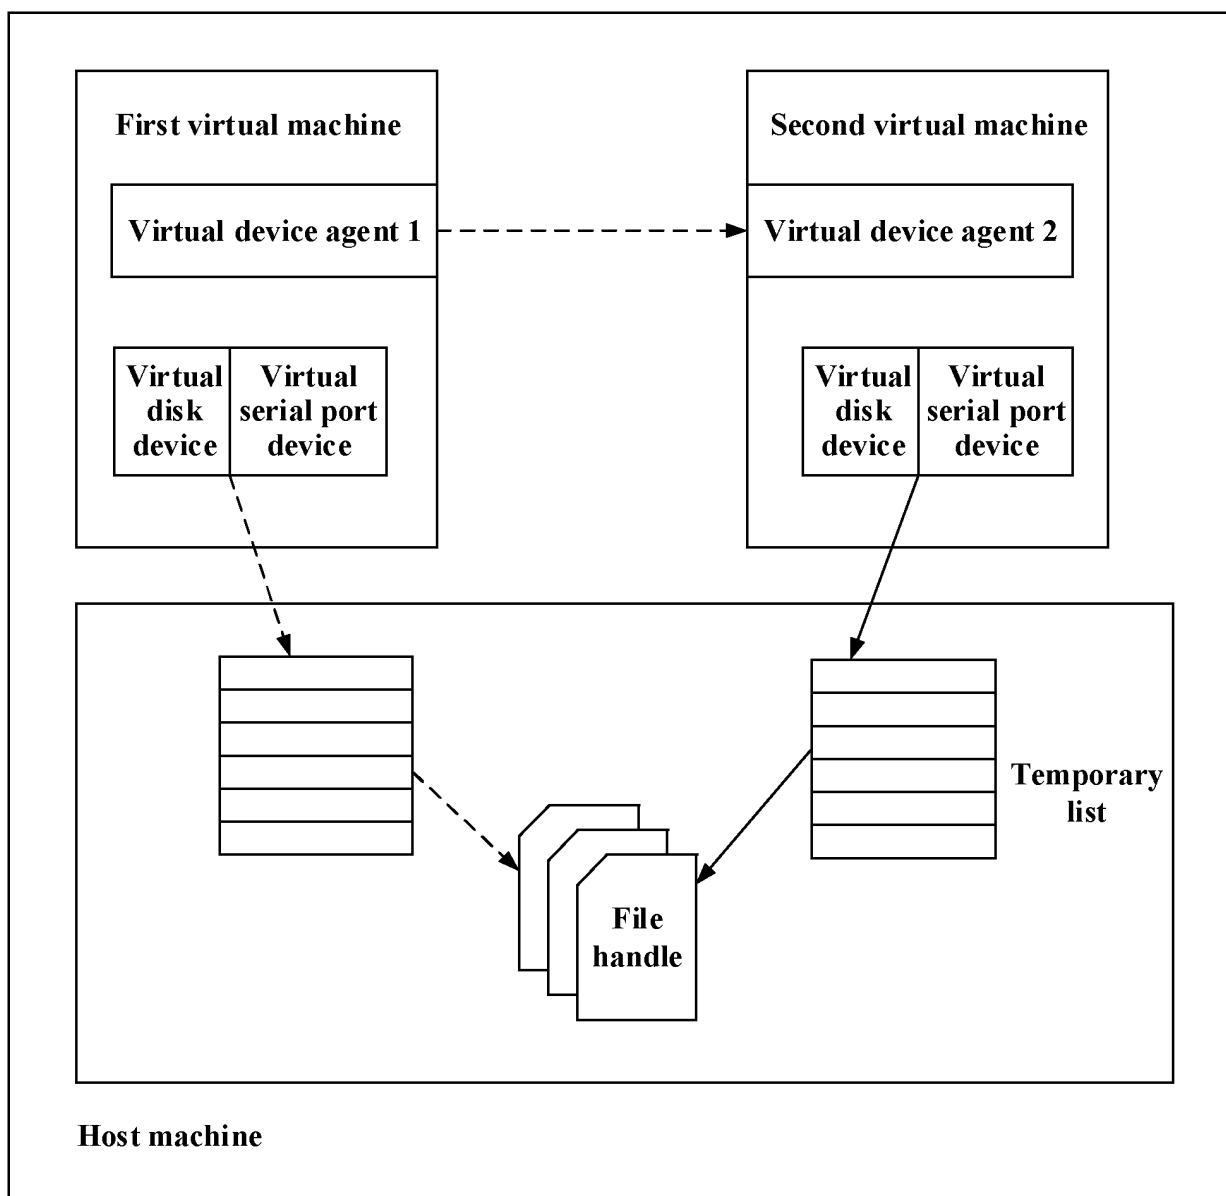 First virtual machine
Second virtual machine
Virtual device agent 1
Virtual device agent 2
Virtual
disk
device
Virtual
serial port
device
Virtual
disk
device
Virtual
serial port
device
Temporary
list
File
handle
Host machine